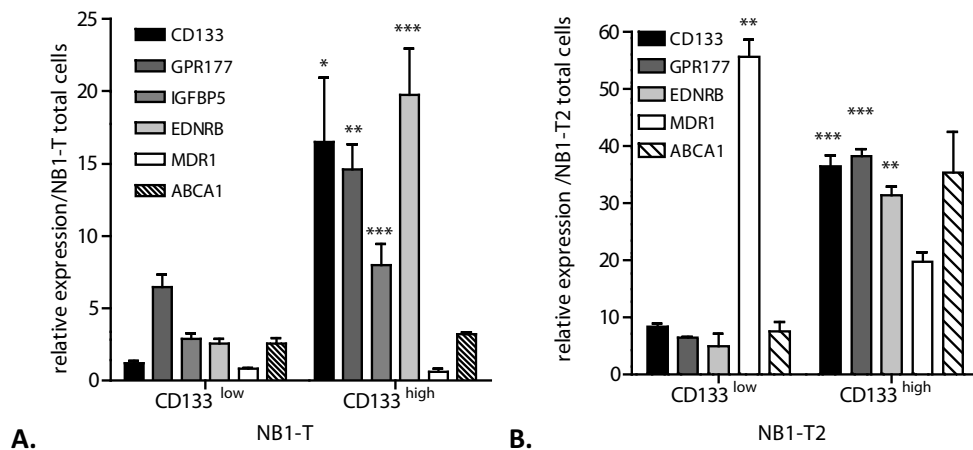 relative expression/NB1-T total cells
25
20
15
10
5
0
CD133
GPR177
IGFBP5
EDNRB
MDR1
ABCA1
*
**
***
***
CD133 low
CD133 high
NB1-T
A.
relative expression /NB1-T2 total cells
60
50
40
30
20
10
0
CD133
GPR177
EDNRB
MDR1
ABCA1
**
***
***
**
CD133 low
CD133 high
NB1-T2
B.